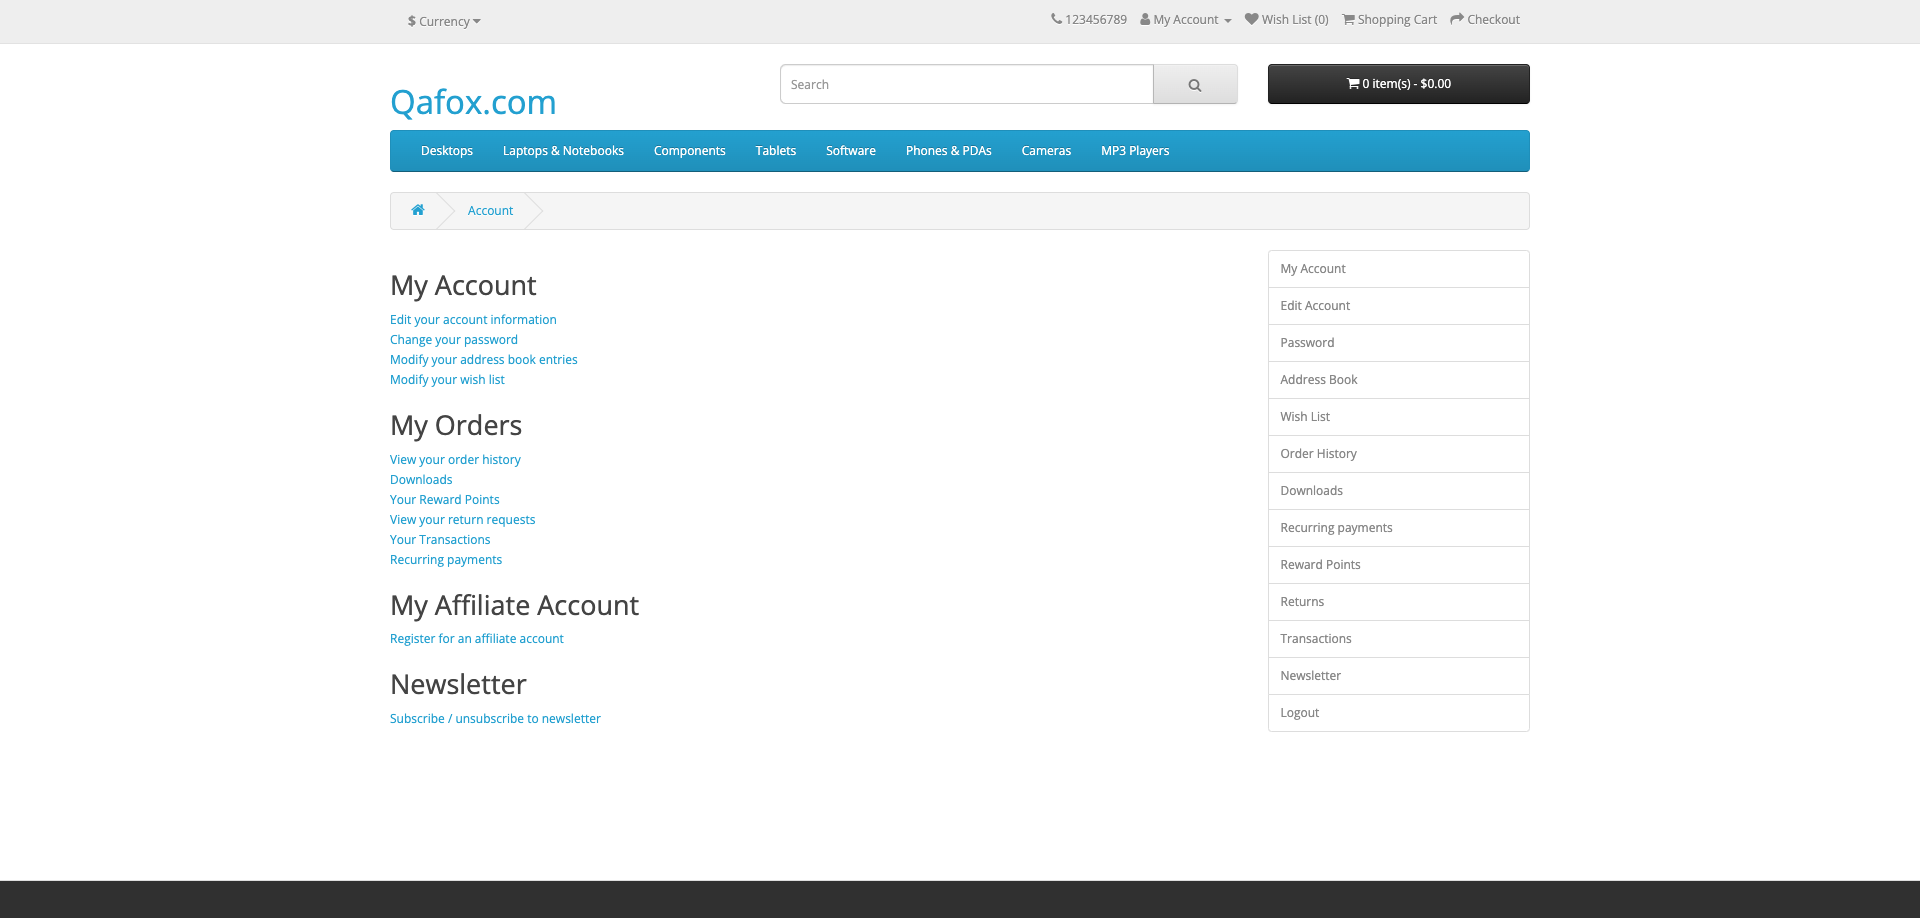 $ Currency
123456789 My Account Wish List (0) Shopping Cart Checkout
Qafox.com
Search
0 item(s) - $0.00
Desktops Laptops & Notebooks Components Tablets Software Phones & PDAs Cameras MP3 Players
Account
My Account
Edit your account information
Change your password
Modify your address book entries
Modify your wish list
My Orders
View your order history
Downloads
Your Reward Points
View your return requests
Your Transactions
Recurring payments
My Affiliate Account
Register for an affiliate account
Newsletter
Subscribe / unsubscribe to newsletter
My Account
Edit Account
Password
Address Book
Wish List
Order History
Downloads
Recurring payments
Reward Points
Returns
Transactions
Newsletter
Logout